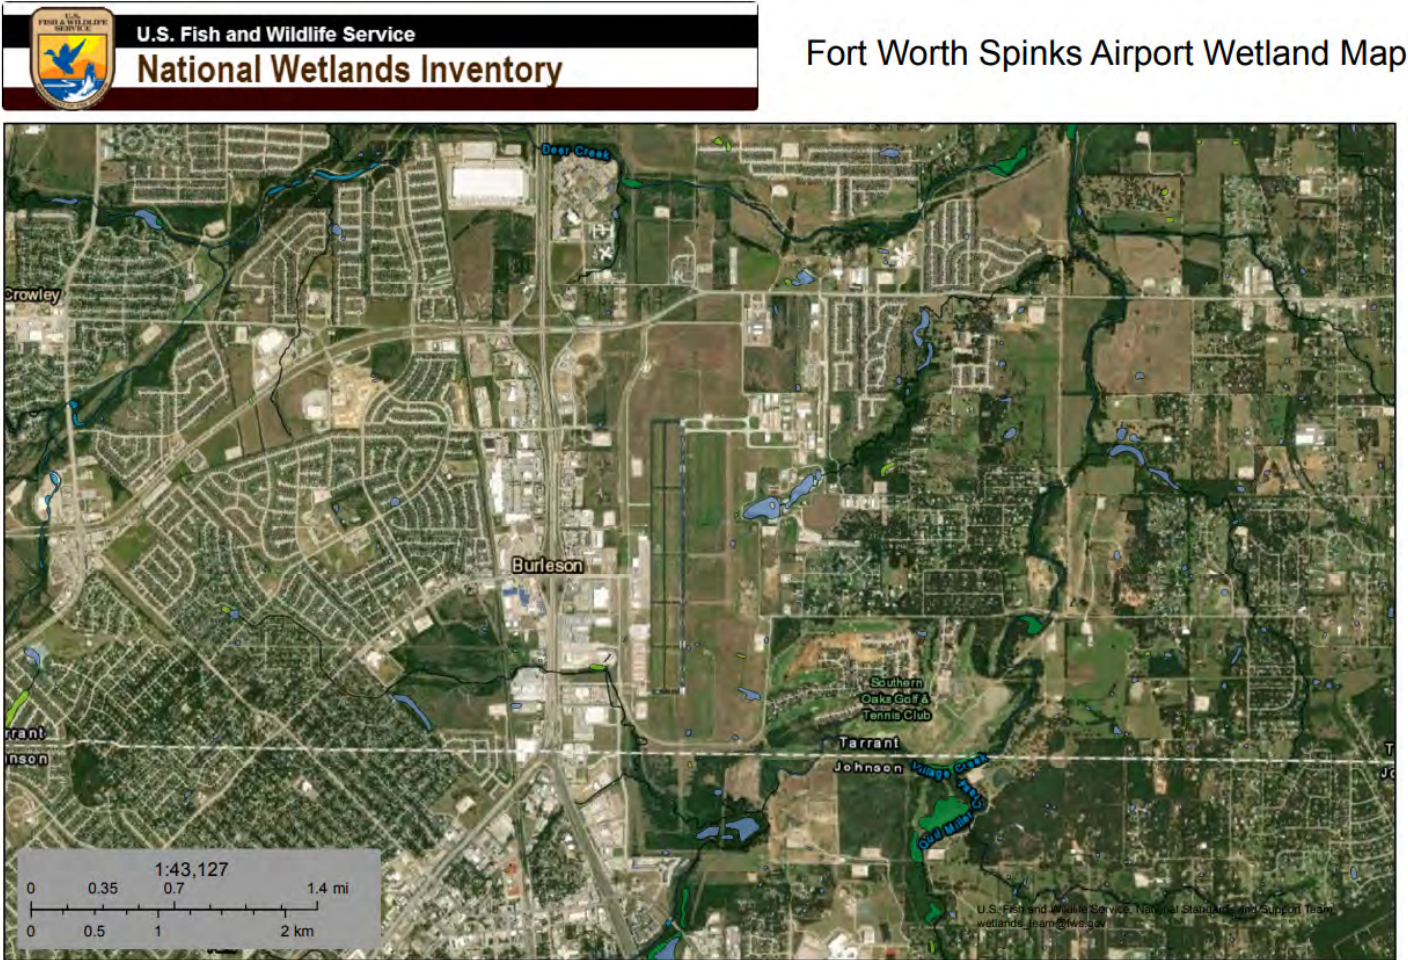 U.S.
FISH & WILDLIFE
SERVICE
U.S. Fish and Wildlife Service
National Wetlands Inventory
Fort Worth Spinks Airport Wetland Map
Deer Creek
Crowley
Burleson
Southern
Oaks Golf &
Tennis Club
rrant
nson
Tarrant
Johnson
T
Jo
Village Creek
Quil Miller Creek
1:43,127
0 0.35 0.7 1.4 mi
0 0.5 1 2 km
U.S. Fish and Wildlife Service, National Standards and Support Team,
wetlands_team@fws.gov